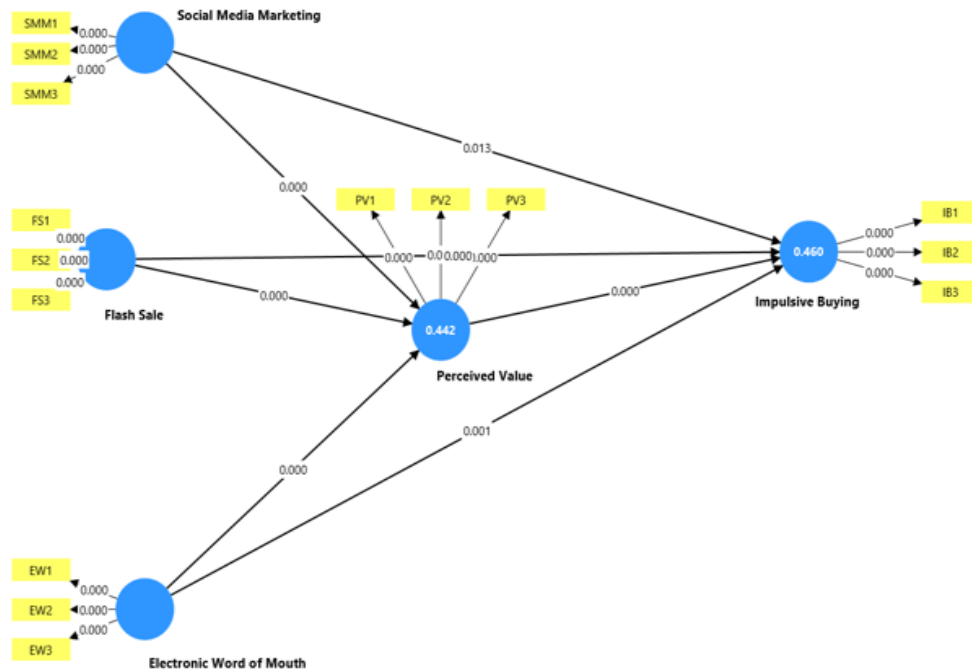 Social Media Marketing
SMM1
0.000
SMM2
0.000
SMM3
0.000
0.013
0.000
PV1
PV2
PV3
FS1
0.000
FS2
0.000
FS3
0.000
Flash Sale
0.000
0.000
0.000
0.000
0.442
Perceived Value
0.460
Impulsive Buying
IB1
0.000
IB2
0.000
IB3
0.000
0.001
0.000
EW1
0.000
EW2
0.000
EW3
0.000
Electronic Word of Mouth